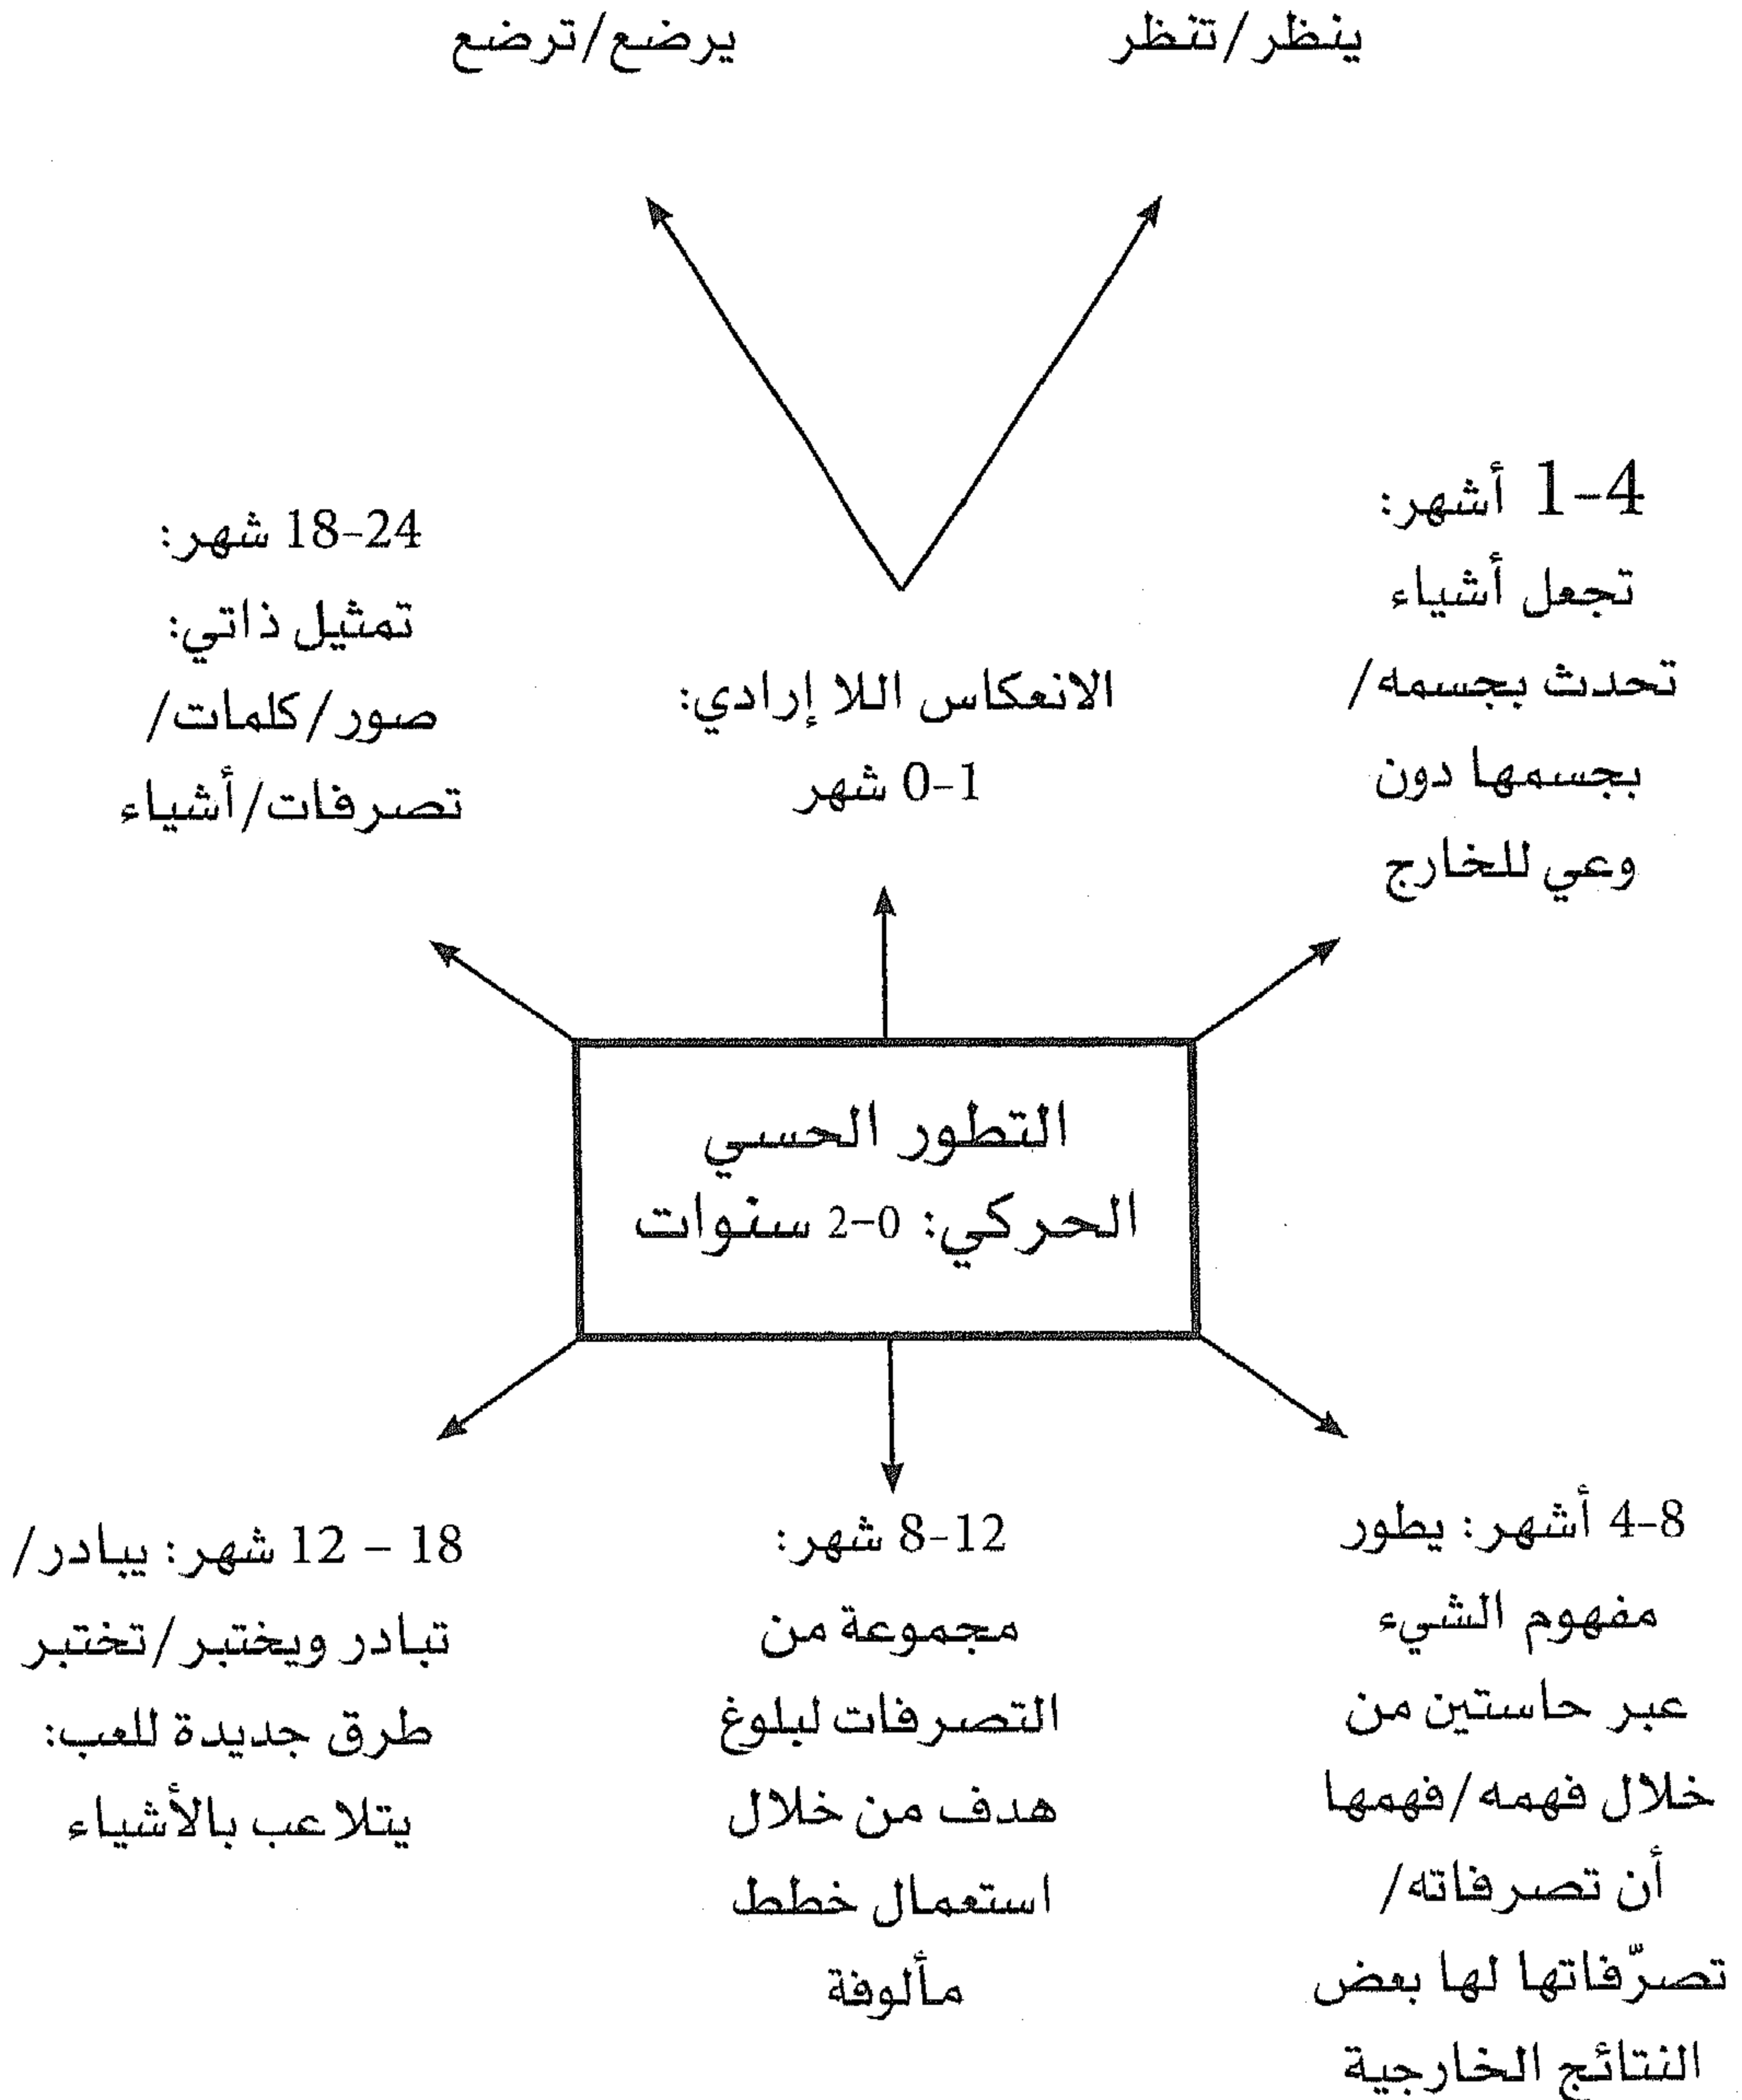 ينظر/تنظر
يرضع/ترضع
1-4 أشهر:
تجعل أشياء
تحدث بجسمه/
بجسمها دون
وعي للخارج
الانعكاس اللا إرادي:
0-1 شهر
18-24 شهر:
تمثيل ذاتي:
صور/كلمات/
تصرفات/أشياء
التطور الحسي
الحركي: 0-2 سنوات
4-8 أشهر: يطور
مفهوم الشيء
عبر حاستين من
خلال فهمه/فهمها
أن تصرفاته/
تصرّفاتها لها بعض
النتائج الخارجية
8-12 شهر:
مجموعة من
التصرفات لبلوغ
هدف من خلال
استعمال خطط
مألوفة
12 – 18 شهر: يبادر/
تبادر ويختبر/تختبر
طرق جديدة للعب:
يتلاعب بالأشياء